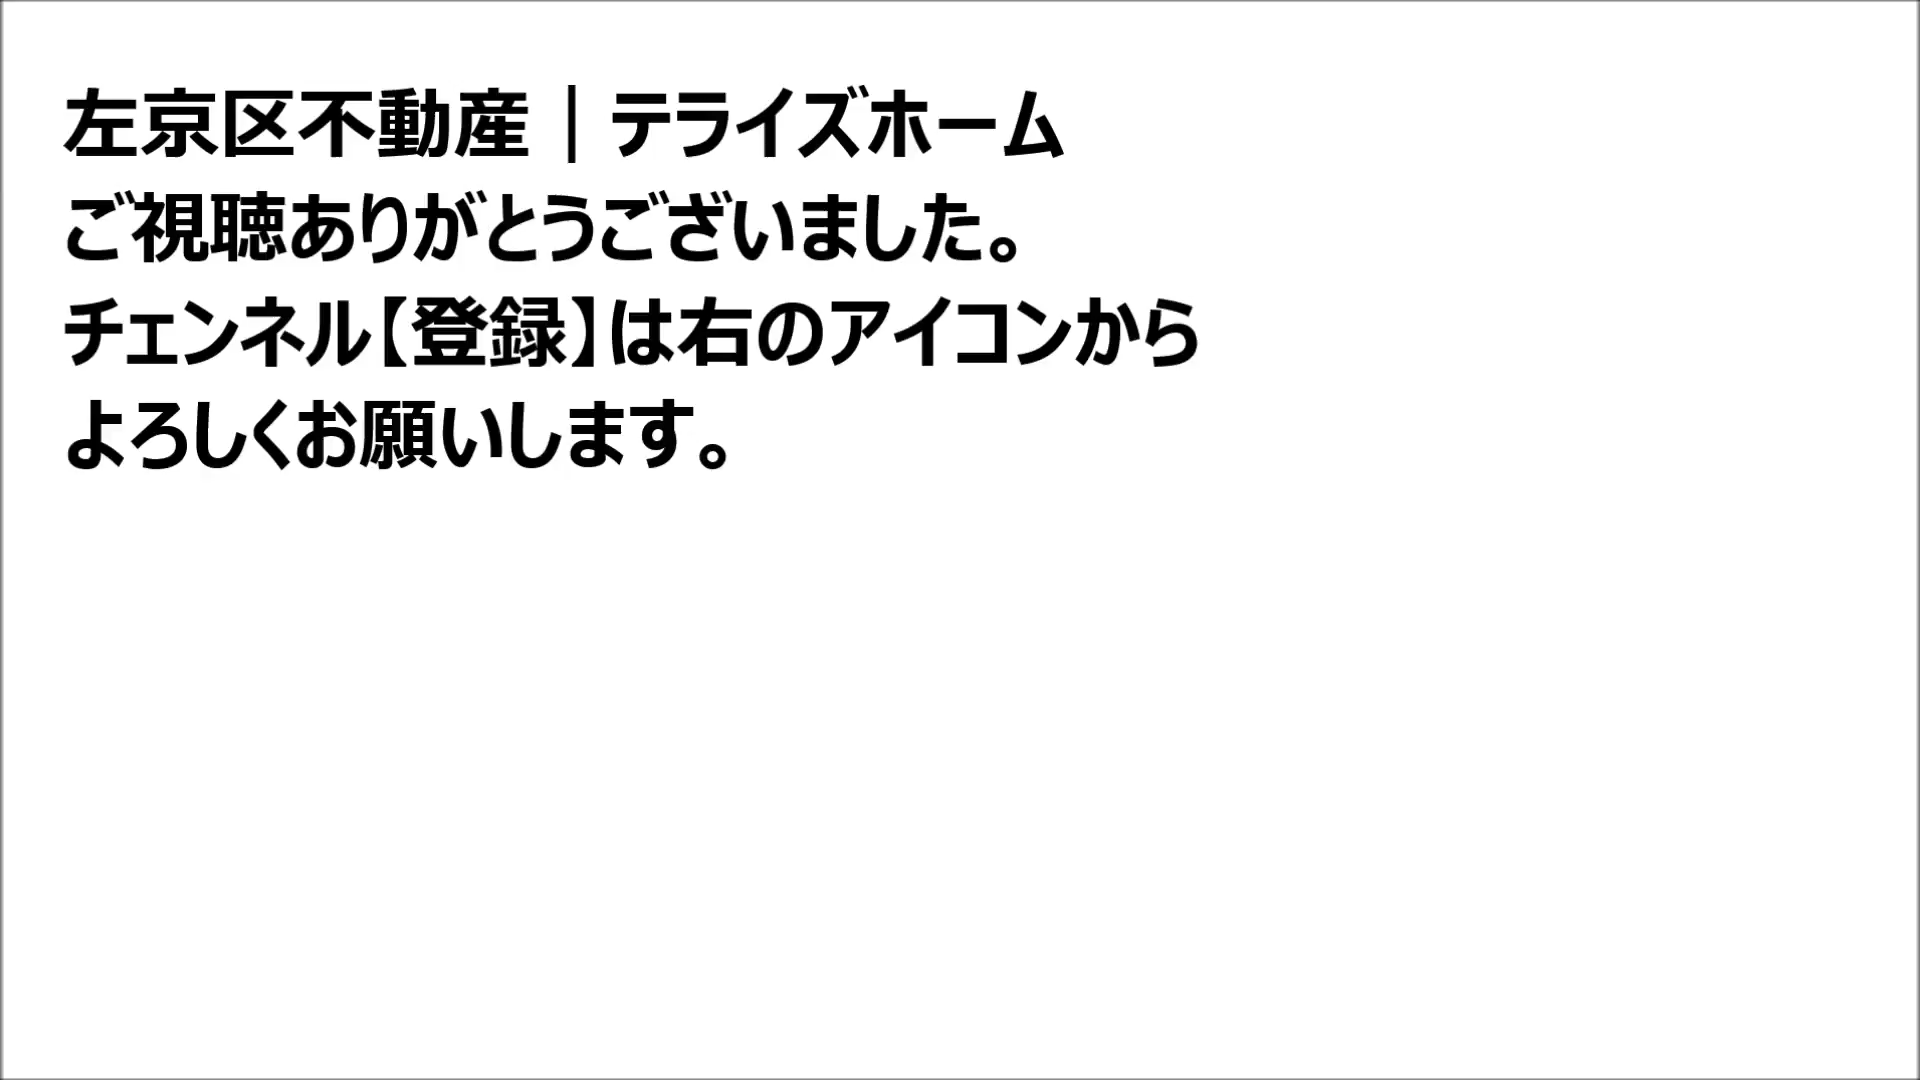 左京区不動産｜テライズホーム
ご視聴ありがとうございました。
チェンネル【登録】は右のアイコンから
よろしくお願いします。